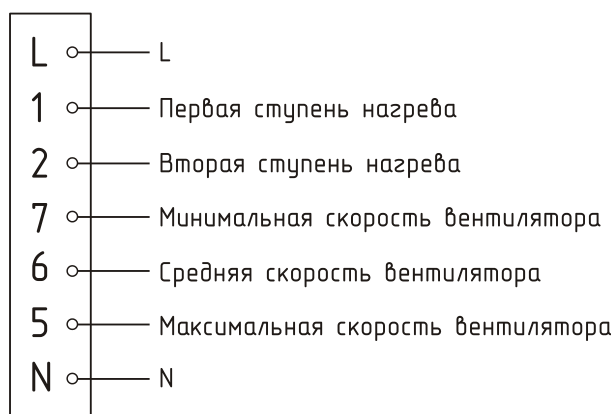 L L
1 Первая ступень нагрева
2 Вторая ступень нагрева
7 Минимальная скорость вентилятора
6 Средняя скорость вентилятора
5 Максимальная скорость вентилятора
N N